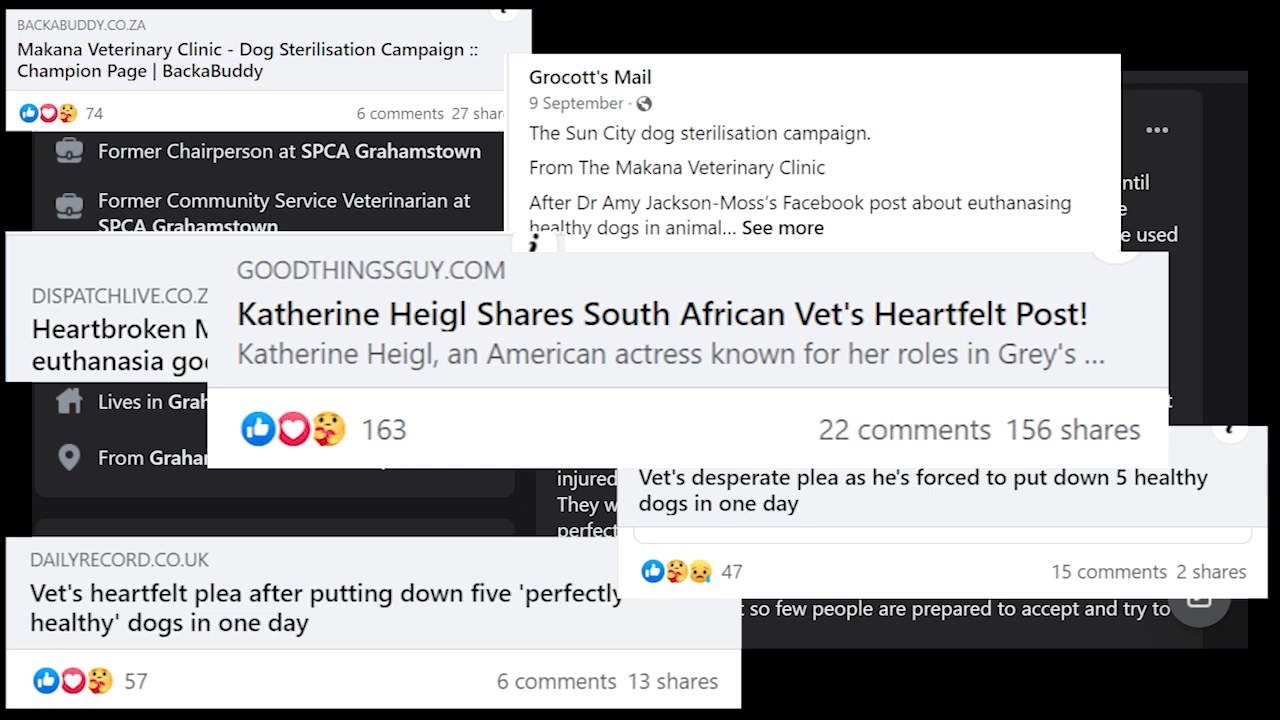 BACKABUDDY.CO.ZA
Makana Veterinary Clinic - Dog Sterilisation Campaign ::
Champion Page | BackaBuddy
74
6 comments 27 shar
Former Chairperson at SPCA Grahamstown
Former Community Service Veterinarian at
SPCA Grahamstown
Grocott's Mail
9 September ·
The Sun City dog sterilisation campaign.
From The Makana Veterinary Clinic
After Dr Amy Jackson-Moss's Facebook post about euthanasing
healthy dogs in animal... See more
ntil
e
e used
DISPATCHLIVE.CO.Z
Heartbroken M
euthanasia go
GOODTHINGSGUY.COM
Katherine Heigl Shares South African Vet's Heartfelt Post!
Katherine Heigl, an American actress known for her roles in Grey's ...
163
22 comments 156 shares
Lives in Grah
From Graha
t
injured
They w
perfect
Vet's desperate plea as he's forced to put down 5 healthy
dogs in one day
47
15 comments 2 shares
t so few people are prepared to accept and try to
DAILYRECORD.CO.UK
Vet's heartfelt plea after putting down five 'perfectly
healthy' dogs in one day
57
6 comments 13 shares